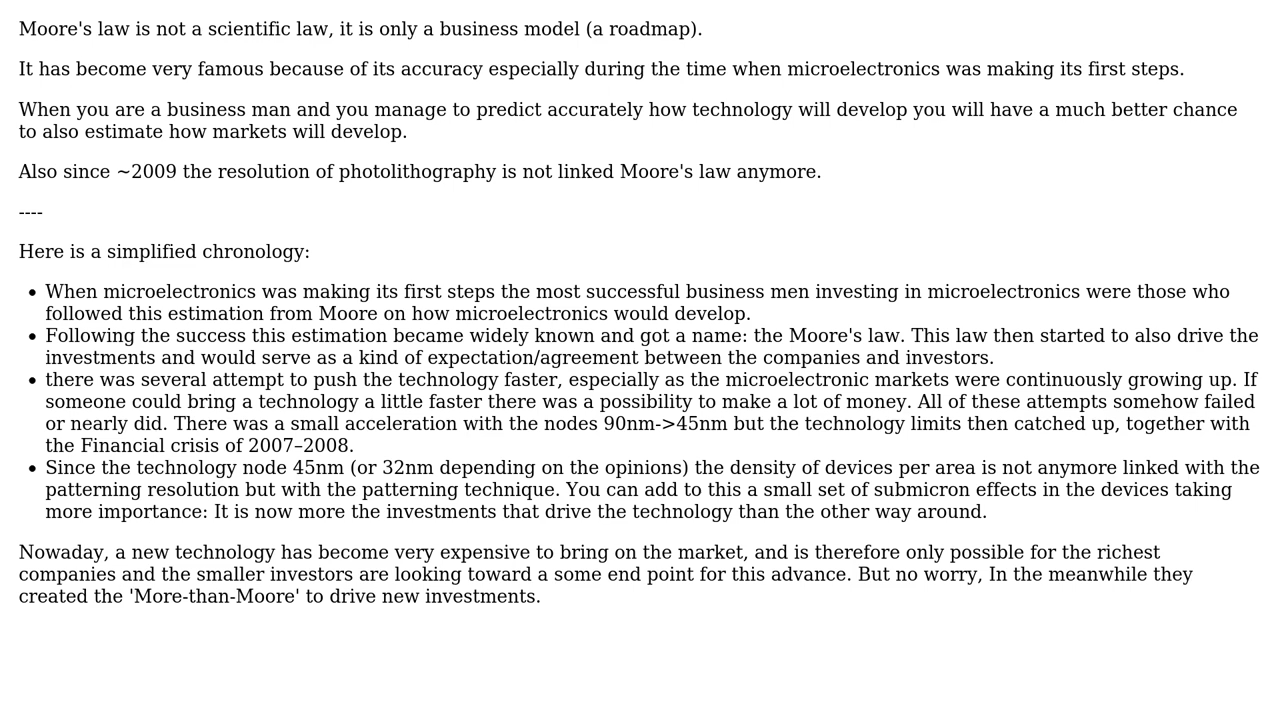 Moore's law is not a scientific law, it is only a business model (a roadmap).
It has become very famous because of its accuracy especially during the time when microelectronics was making its first steps.
When you are a business man and you manage to predict accurately how technology will develop you will have a much better chance
to also estimate how markets will develop.
Also since ~2009 the resolution of photolithography is not linked Moore's law anymore.
----
Here is a simplified chronology:
• When microelectronics was making its first steps the most successful business men investing in microelectronics were those who
followed this estimation from Moore on how microelectronics would develop.
• Following the success this estimation became widely known and got a name: the Moore's law. This law then started to also drive the
investments and would serve as a kind of expectation/agreement between the companies and investors.
• there was several attempt to push the technology faster, especially as the microelectronic markets were continuously growing up. If
someone could bring a technology a little faster there was a possibility to make a lot of money. All of these attempts somehow failed
or nearly did. There was a small acceleration with the nodes 90nm->45nm but the technology limits then catched up, together with
the Financial crisis of 2007–2008.
• Since the technology node 45nm (or 32nm depending on the opinions) the density of devices per area is not anymore linked with the
patterning resolution but with the patterning technique. You can add to this a small set of submicron effects in the devices taking
more importance: It is now more the investments that drive the technology than the other way around.
Nowaday, a new technology has become very expensive to bring on the market, and is therefore only possible for the richest
companies and the smaller investors are looking toward a some end point for this advance. But no worry, In the meanwhile they
created the 'More-than-Moore' to drive new investments.